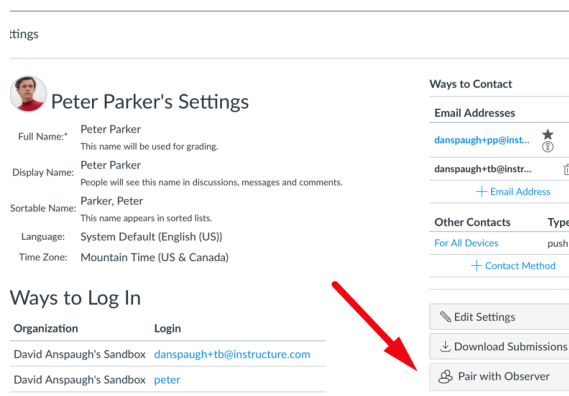 ttings
Peter Parker's Settings
Full Name:* Peter Parker
This name will be used for grading.
Display Name: Peter Parker
People will see this name in discussions, messages and comments.
Sortable Name: Parker, Peter
This name appears in sorted lists.
Language: System Default (English (US))
Time Zone: Mountain Time (US & Canada)
Ways to Log In
Organization Login
David Anspaugh's Sandbox danspaugh+tb@instructure.com
David Anspaugh's Sandbox peter
Ways to Contact
Email Addresses
danspaugh+pp@inst...
danspaugh+tb@instr...
+ Email Address
Other Contacts Type
For All Devices push
+ Contact Method
Edit Settings
Download Submissions
Pair with Observer